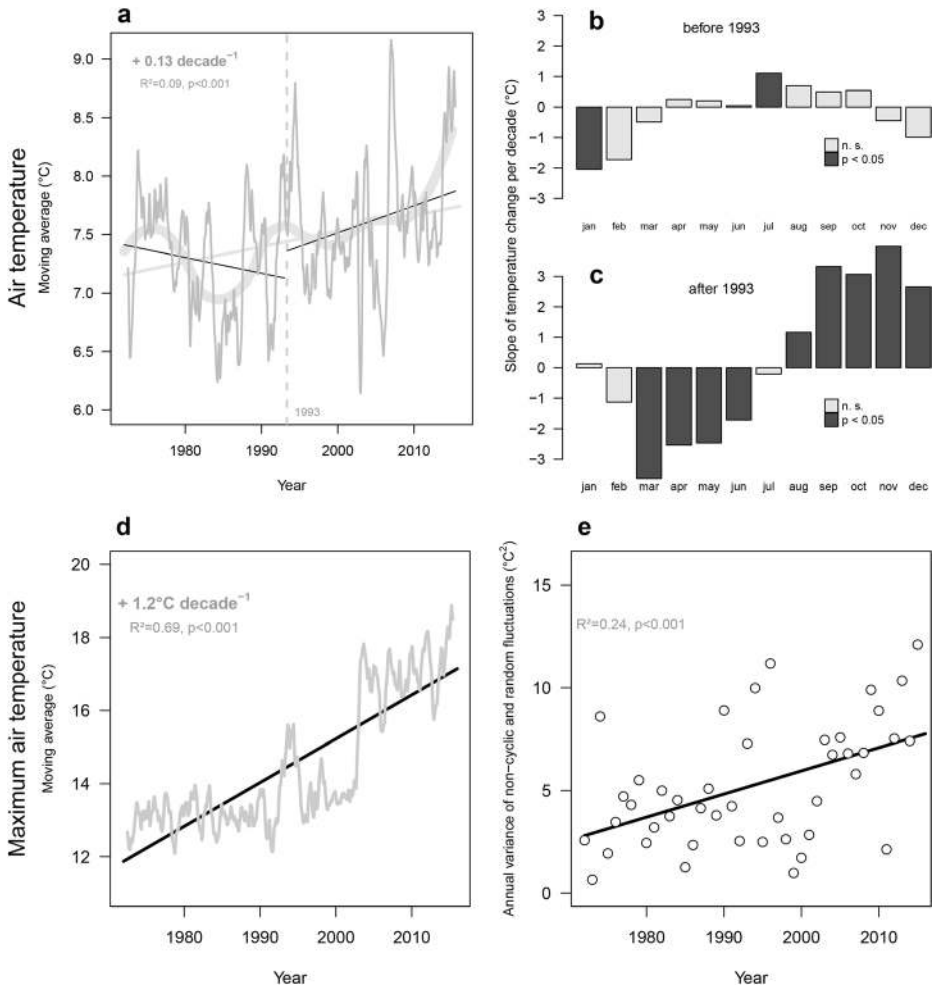 a
+ 0.13 decade⁻¹
R²=0.09, p<0.001
9.0
8.5
8.0
7.5
7.0
6.5
6.0
1993
1980 1990 2000 2010
Year
Air temperature
Moving average (°C)
b
before 1993
3
2
1
0
−1
−2
−3
n. s.
p < 0.05
jan feb mar apr may jun jul aug sep oct nov dec
Slope of temperature change per decade (°C)
c
after 1993
3
2
1
0
−1
−2
−3
n. s.
p < 0.05
jan feb mar apr may jun jul aug sep oct nov dec
d
+ 1.2°C decade⁻¹
R²=0.69, p<0.001
20
18
16
14
12
1980 1990 2000 2010
Year
Maximum air temperature
Moving average (°C)
e
R²=0.24, p<0.001
15
10
5
0
1980 1990 2000 2010
Year
Annual variance of non−cyclic and random fluctuations (°C²)